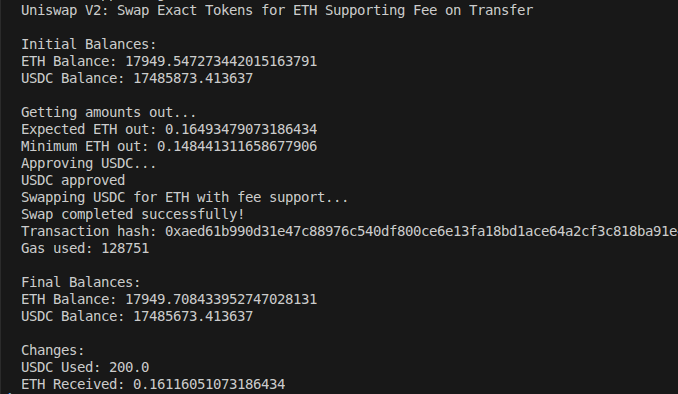 Uniswap V2: Swap Exact Tokens for ETH Supporting Fee on Transfer
Initial Balances:
ETH Balance: 17949.547273442015163791
USDC Balance: 17485873.413637
Getting amounts out...
Expected ETH out: 0.16493479073186434
Minimum ETH out: 0.148441311658677906
Approving USDC...
USDC approved
Swapping USDC for ETH with fee support...
Swap completed successfully!
Transaction hash: 0xaed61b990d31e47c88976c540df800ce6e13fa18bd1ace64a2cf3c818ba91e
Gas used: 128751
Final Balances:
ETH Balance: 17949.708433952747028131
USDC Balance: 17485673.413637
Changes:
USDC Used: 200.0
ETH Received: 0.16116051073186434